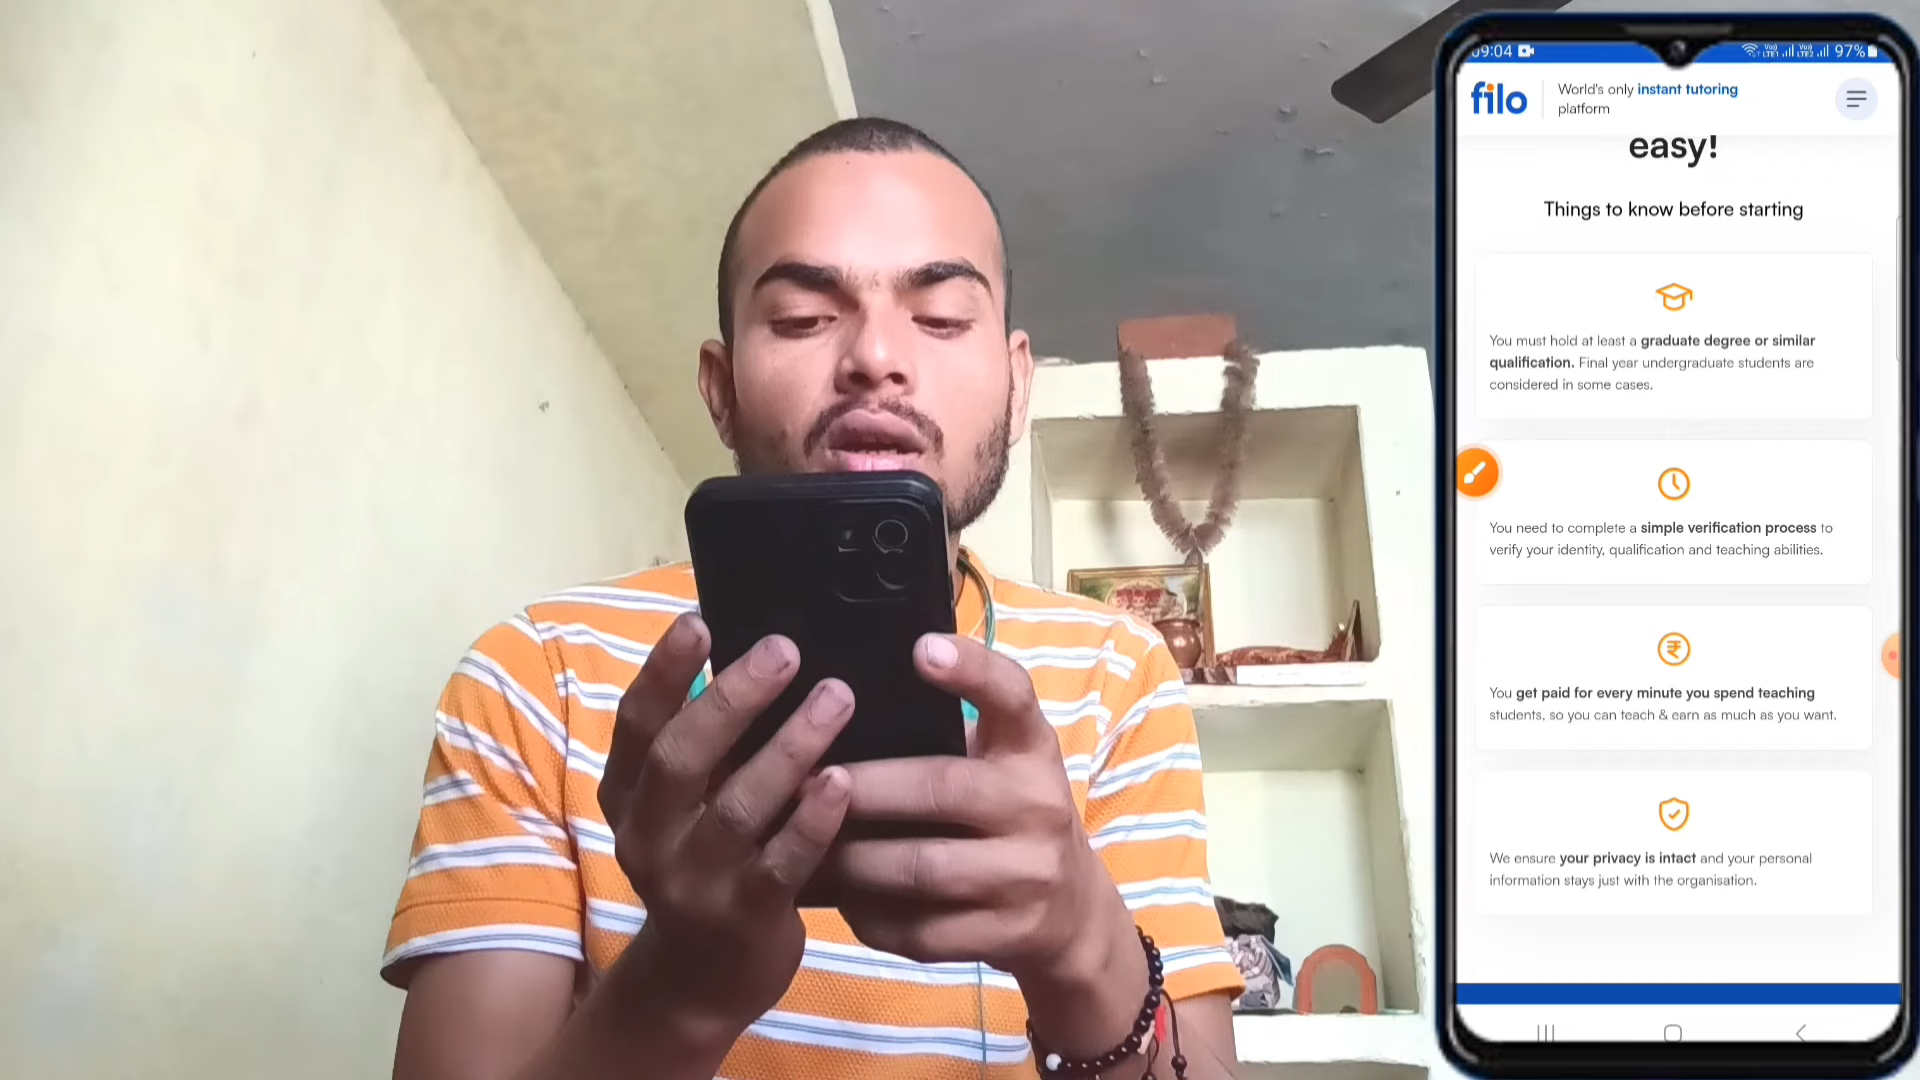 09:04
97%
filo
World's only instant tutoring
platform
easy!
Things to know before starting
You must hold at least a graduate degree or similar
qualification. Final year undergraduate students are
considered in some cases.
You need to complete a simple verification process to
verify your identity, qualification and teaching abilities.
You get paid for every minute you spend teaching
students, so you can teach & earn as much as you want.
We ensure your privacy is intact and your personal
information stays just with the organisation.